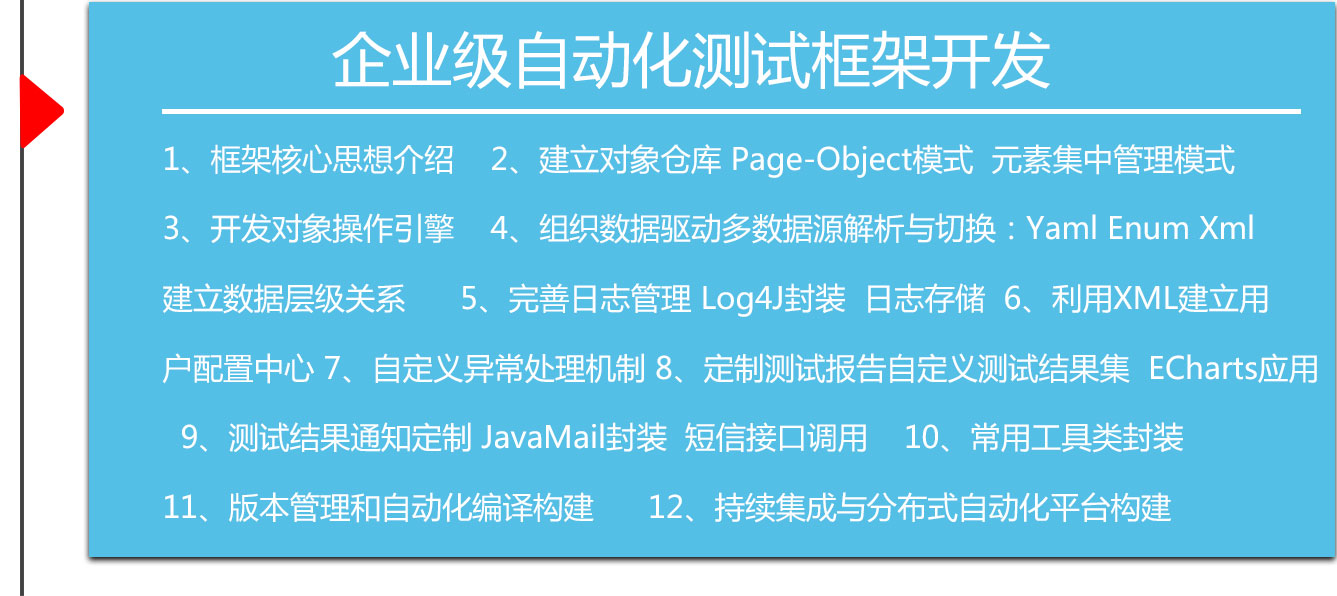 企业级自动化测试框架开发
1、框架核心思想介绍 2、建立对象仓库 Page-Object模式 元素集中管理模式
3、开发对象操作引擎 4、组织数据驱动多数据源解析与切换：Yaml Enum Xml
建立数据层级关系 5、完善日志管理 Log4J封装 日志存储 6、利用XML建立用
户配置中心 7、自定义异常处理机制 8、定制测试报告自定义测试结果集 ECharts应用
9、测试结果通知定制 JavaMail封装 短信接口调用 10、常用工具类封装
11、版本管理和自动化编译构建 12、持续集成与分布式自动化平台构建